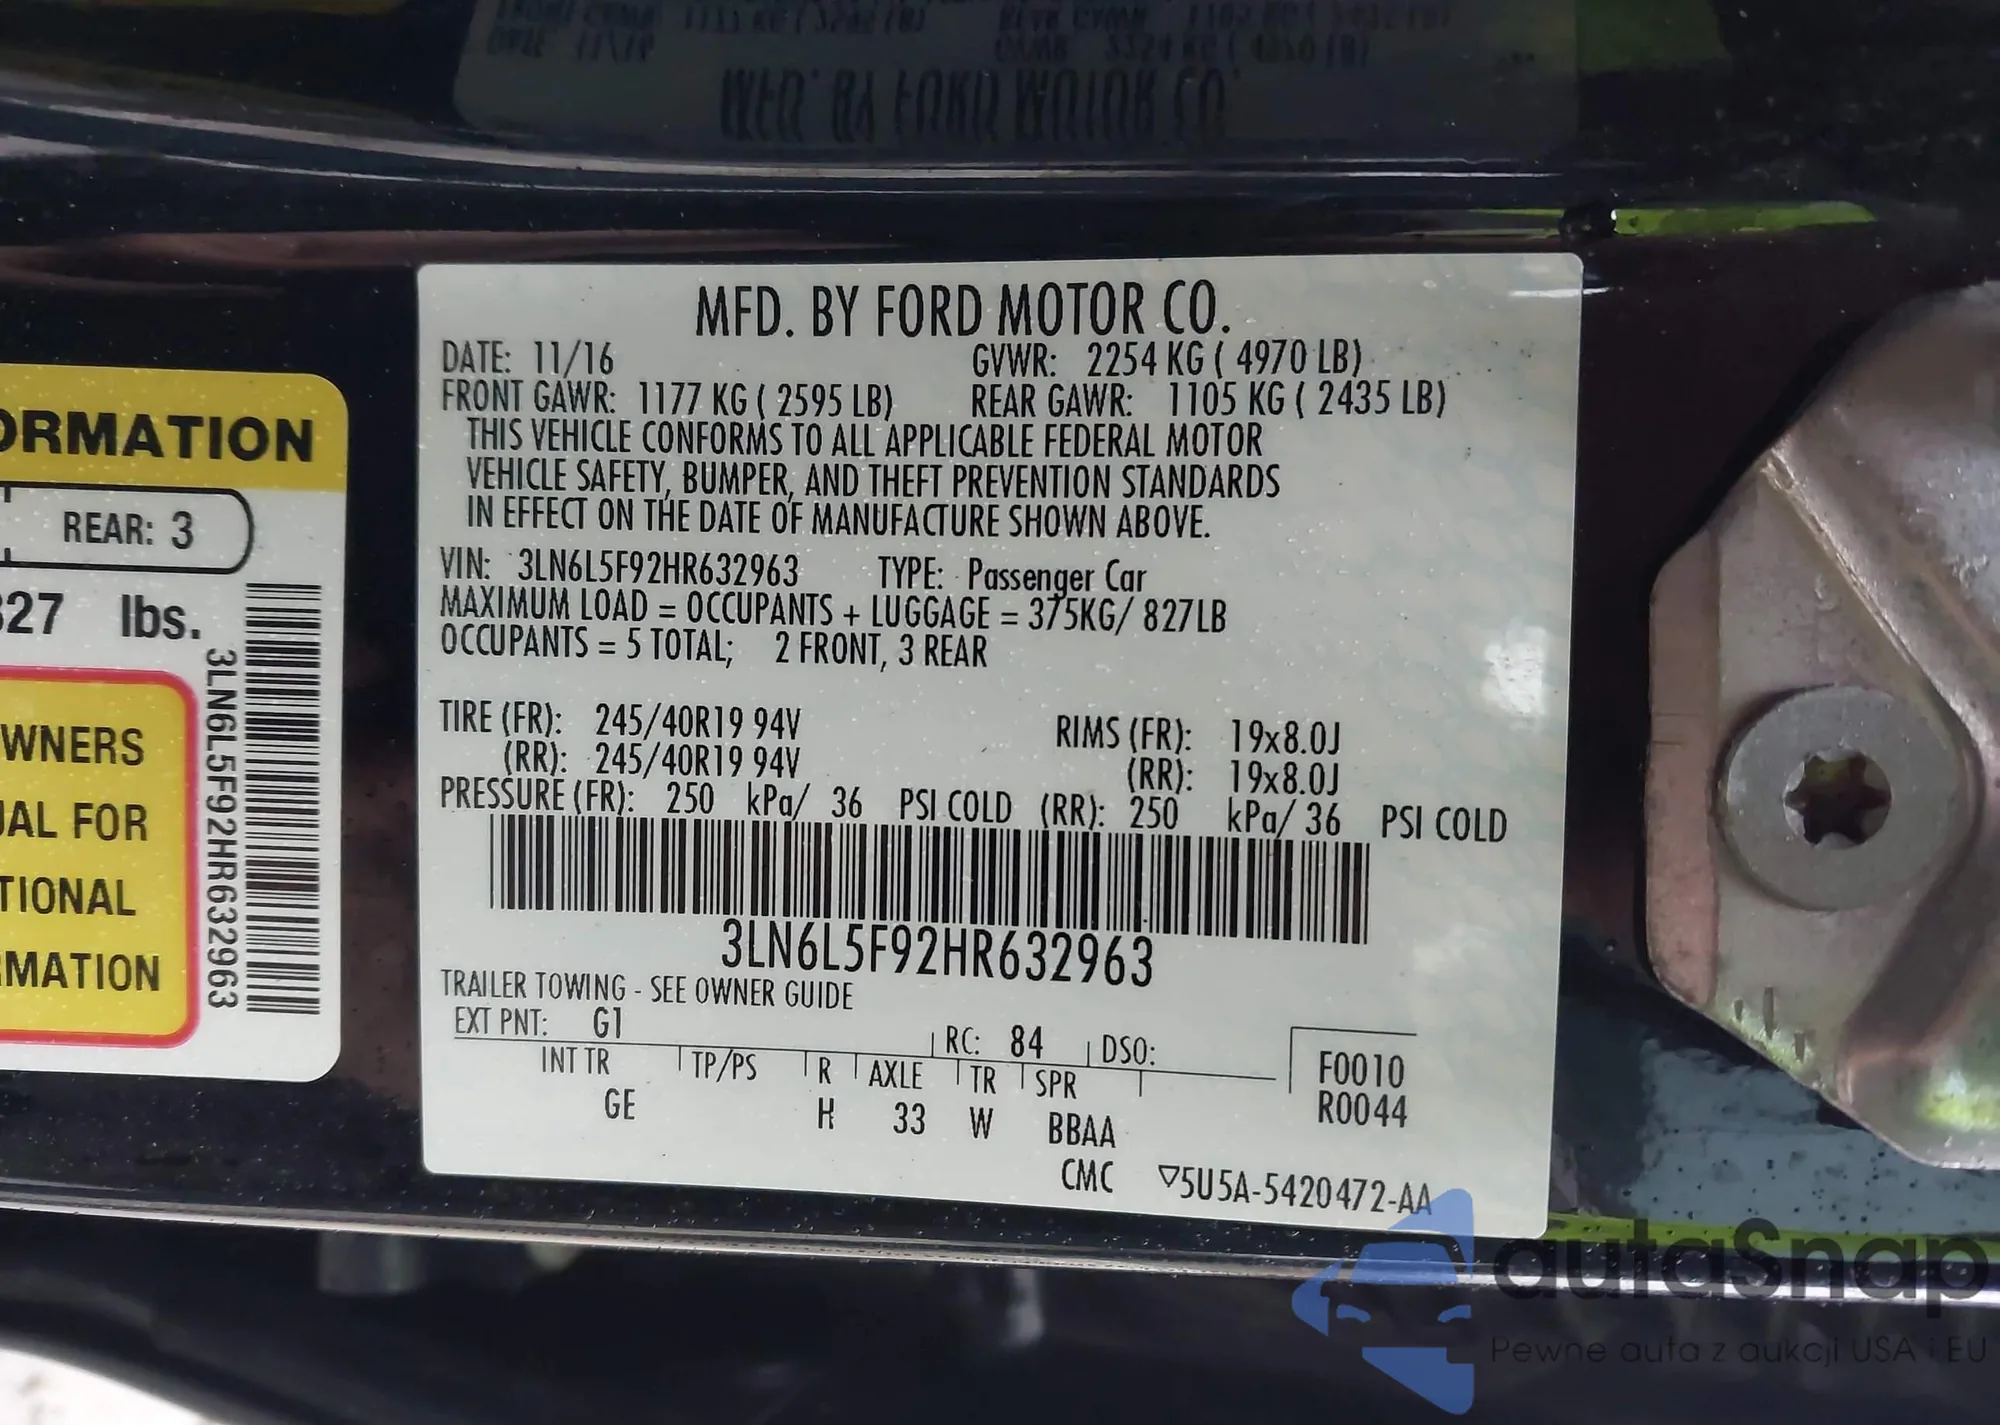 MFD. BY FORD MOTOR CO.
DATE: 11/16 GVWR: 2254 KG ( 4970 LB)
FRONT GAWR: 1177 KG ( 2595 LB) REAR GAWR: 1105 KG ( 2435 LB)
THIS VEHICLE CONFORMS TO ALL APPLICABLE FEDERAL MOTOR
VEHICLE SAFETY, BUMPER, AND THEFT PREVENTION STANDARDS
IN EFFECT ON THE DATE OF MANUFACTURE SHOWN ABOVE.
VIN: 3LN6L5F92HR632963 TYPE: Passenger Car
MAXIMUM LOAD = OCCUPANTS + LUGGAGE = 375KG/ 827LB
OCCUPANTS = 5 TOTAL; 2 FRONT, 3 REAR
TIRE (FR): 245/40R19 94V RIMS (FR): 19x8.0J
(RR): 245/40R19 94V (RR): 19x8.0J
PRESSURE (FR): 250 kPa/ 36 PSI COLD (RR): 250 kPa/ 36 PSI COLD
3LN6L5F92HR632963
TRAILER TOWING - SEE OWNER GUIDE
EXT PNT: G1 RC: 84 DSO:
INT TR TP/PS R AXLE TR SPR
GE H 33 W BBAA
CMC ▽5U5A-5420472-AA
F0010
R0044
ORMATION
REAR: 3
827 lbs.
WNERS
UAL FOR
TIONAL
RMATION
3LN6L5F92HR632963
autaSnap
Pewne auta z aukcji USA i EU